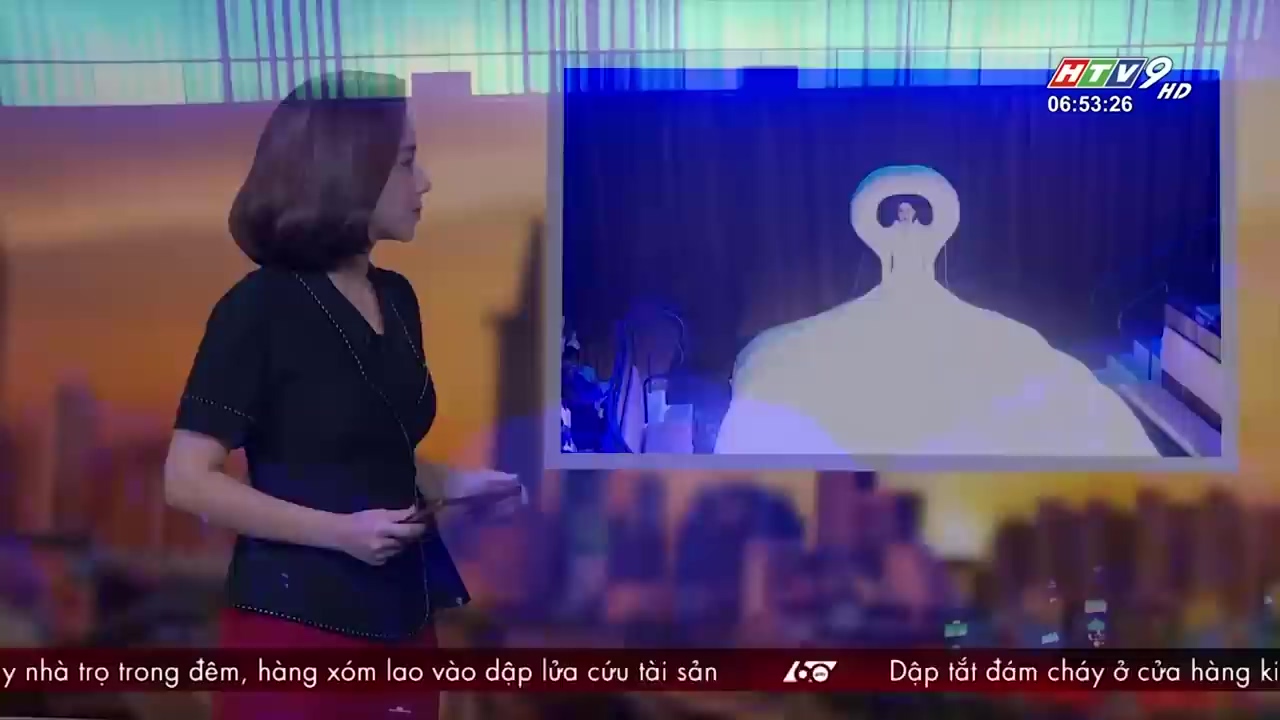 HTV9
HD
06:53:26
y nhà trọ trong đêm, hàng xóm lao vào dập lửa cứu tài sản
60
Dập tắt đám cháy ở cửa hàng ki